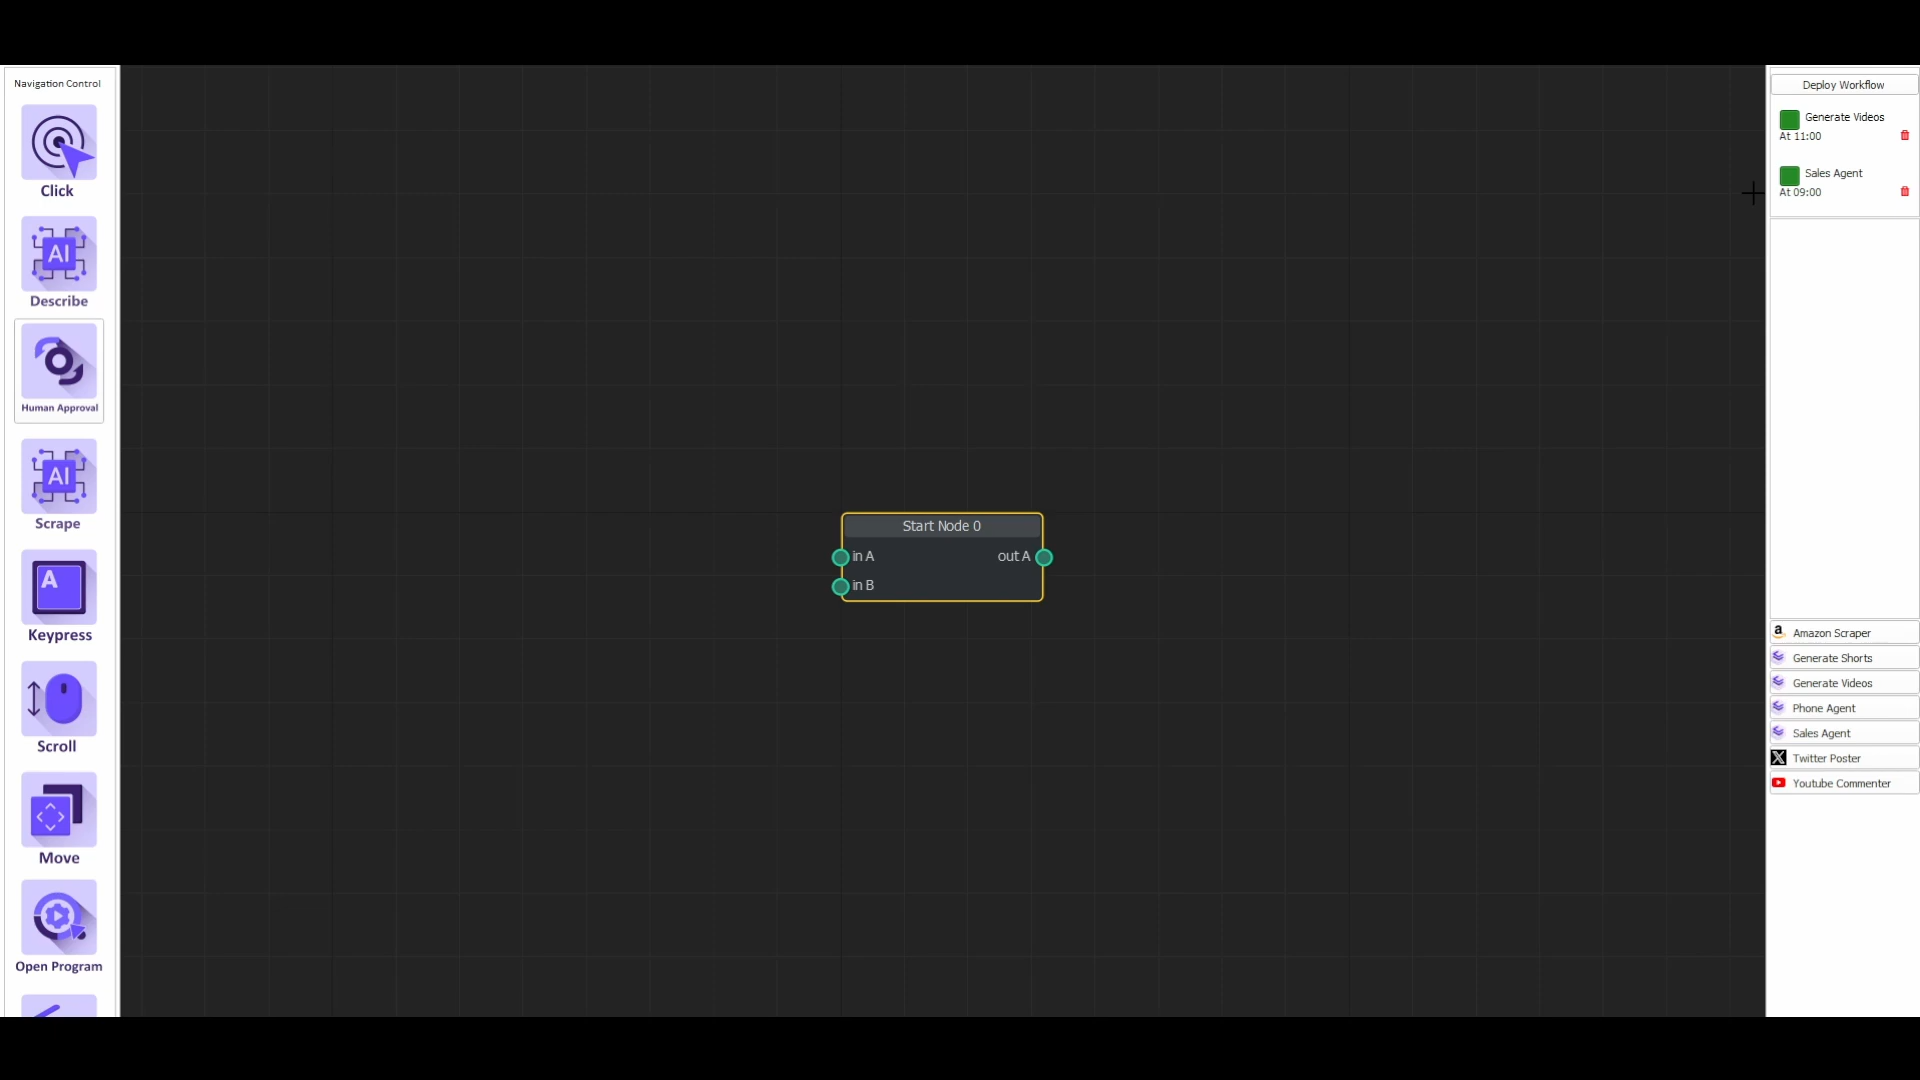 Navigation Control
Click
AI
Describe
Human Approval
AI
Scrape
A
Keypress
Scroll
Move
Open Program
Start Node 0
in A
out A
in B
Deploy Workflow
Generate Videos
At 11:00
Sales Agent
At 09:00
a Amazon Scraper
Generate Shorts
Generate Videos
Phone Agent
Sales Agent
X Twitter Poster
Youtube Commenter